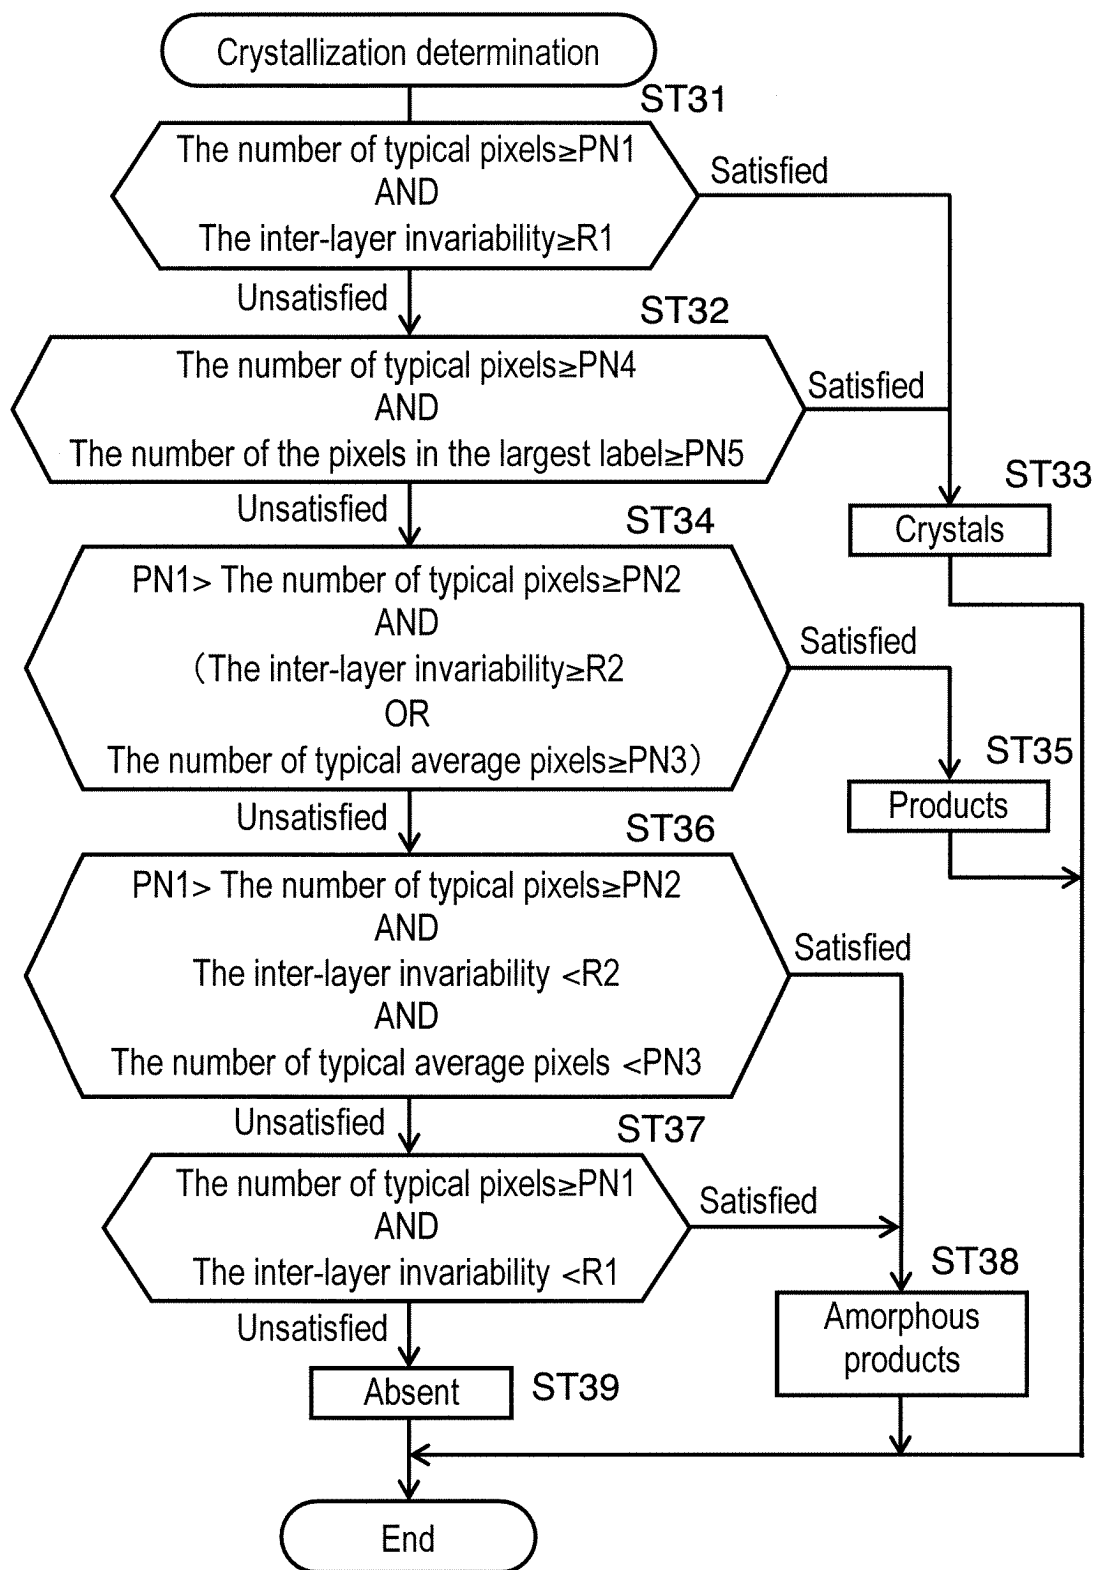 Crystallization determination
ST31
The number of typical pixels≥PN1
AND
The inter-layer invariability≥R1
Satisfied
Unsatisfied
ST32
The number of typical pixels≥PN4
AND
The number of the pixels in the largest label≥PN5
Satisfied
ST33
Crystals
Unsatisfied
ST34
PN1> The number of typical pixels≥PN2
AND
(The inter-layer invariability≥R2
OR
The number of typical average pixels≥PN3)
Satisfied
ST35
Products
Unsatisfied
ST36
PN1> The number of typical pixels≥PN2
AND
The inter-layer invariability <R2
AND
The number of typical average pixels <PN3
Satisfied
Unsatisfied
ST37
The number of typical pixels≥PN1
AND
The inter-layer invariability <R1
Satisfied
ST38
Amorphous
products
Unsatisfied
Absent
ST39
End